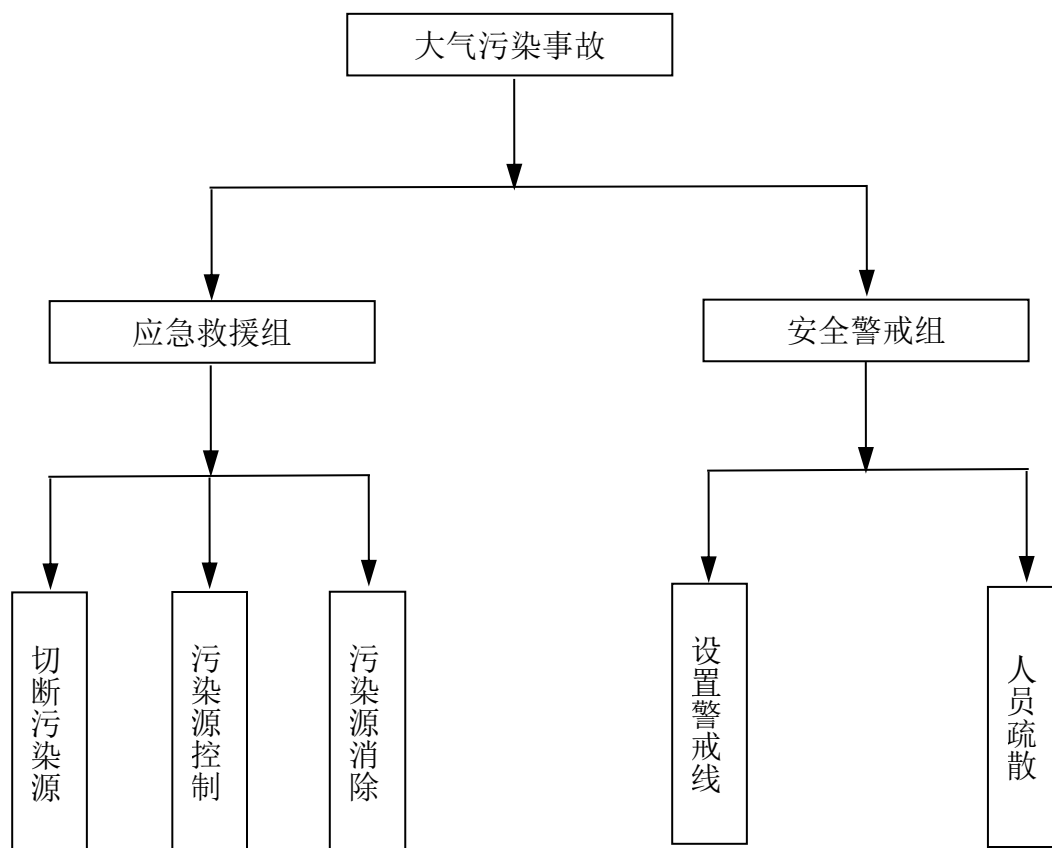 大气污染事故
应急救援组
安全警戒组
切断污染源
污染源控制
污染源消除
设置警戒线
人员疏散